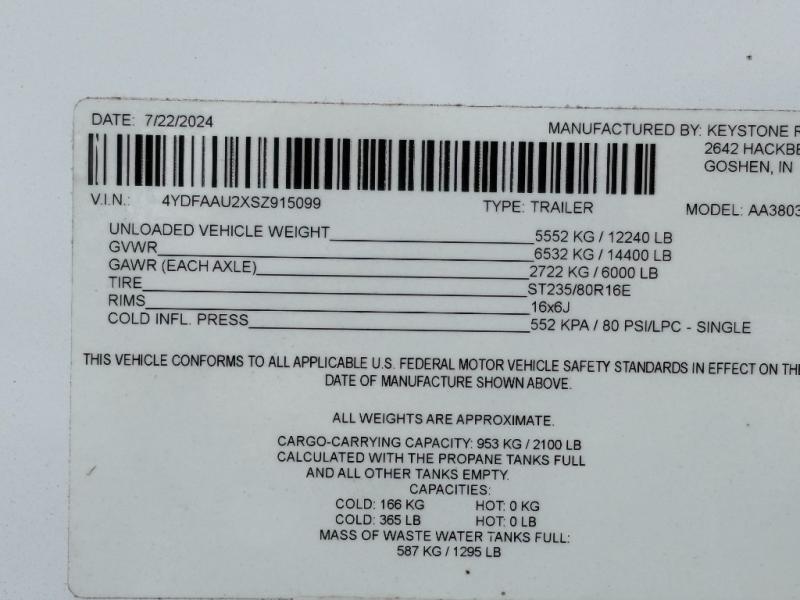 DATE: 7/22/2024
MANUFACTURED BY: KEYSTONE R
2642 HACKBE
GOSHEN, IN
V.I.N.: 4YDFAAU2XSZ915099 TYPE: TRAILER MODEL: AA3803
UNLOADED VEHICLE WEIGHT 5552 KG / 12240 LB
GVWR 6532 KG / 14400 LB
GAWR (EACH AXLE) 2722 KG / 6000 LB
TIRE ST235/80R16E
RIMS 16x6J
COLD INFL. PRESS 552 KPA / 80 PSI/LPC - SINGLE
THIS VEHICLE CONFORMS TO ALL APPLICABLE U.S. FEDERAL MOTOR VEHICLE SAFETY STANDARDS IN EFFECT ON THE
DATE OF MANUFACTURE SHOWN ABOVE.
ALL WEIGHTS ARE APPROXIMATE.
CARGO-CARRYING CAPACITY: 953 KG / 2100 LB
CALCULATED WITH THE PROPANE TANKS FULL
AND ALL OTHER TANKS EMPTY.
CAPACITIES:
COLD: 166 KG HOT: 0 KG
COLD: 365 LB HOT: 0 LB
MASS OF WASTE WATER TANKS FULL:
587 KG / 1295 LB